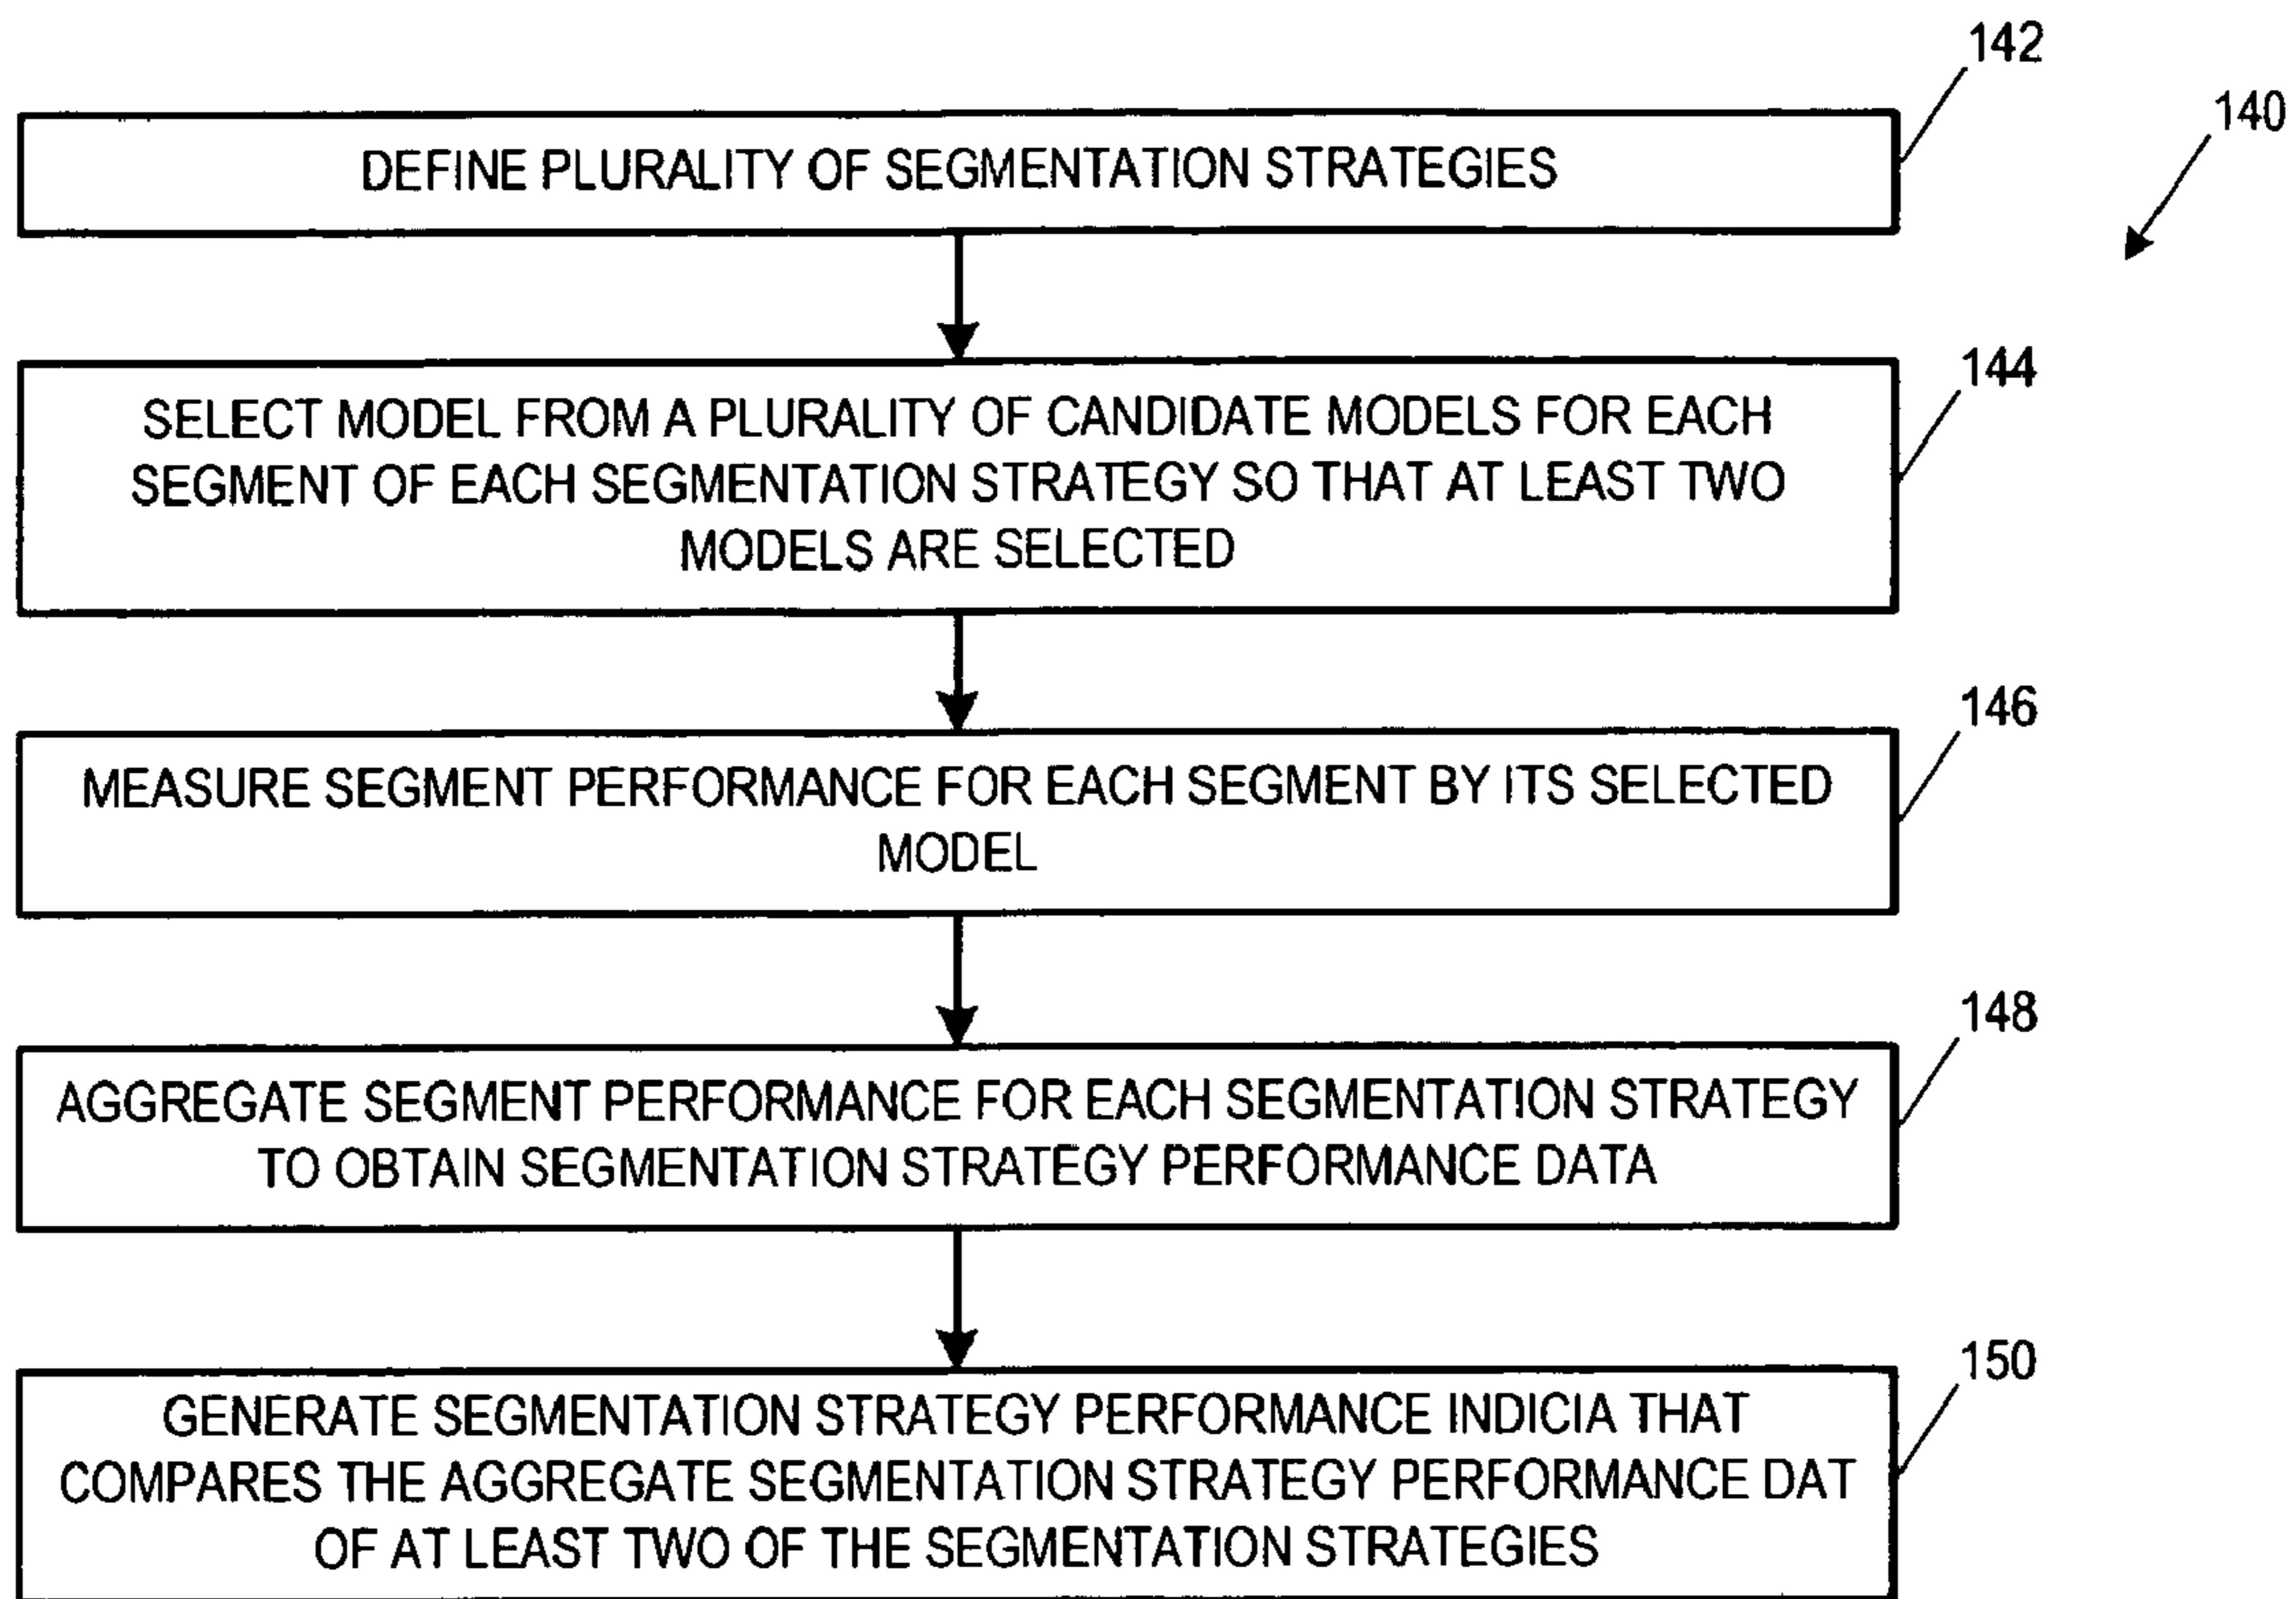 142
140
DEFINE PLURALITY OF SEGMENTATION STRATEGIES
144
SELECT MODEL FROM A PLURALITY OF CANDIDATE MODELS FOR EACH
SEGMENT OF EACH SEGMENTATION STRATEGY SO THAT AT LEAST TWO
MODELS ARE SELECTED
146
MEASURE SEGMENT PERFORMANCE FOR EACH SEGMENT BY ITS SELECTED
MODEL
148
AGGREGATE SEGMENT PERFORMANCE FOR EACH SEGMENTATION STRATEGY
TO OBTAIN SEGMENTATION STRATEGY PERFORMANCE DATA
150
GENERATE SEGMENTATION STRATEGY PERFORMANCE INDICIA THAT
COMPARES THE AGGREGATE SEGMENTATION STRATEGY PERFORMANCE DAT
OF AT LEAST TWO OF THE SEGMENTATION STRATEGIES